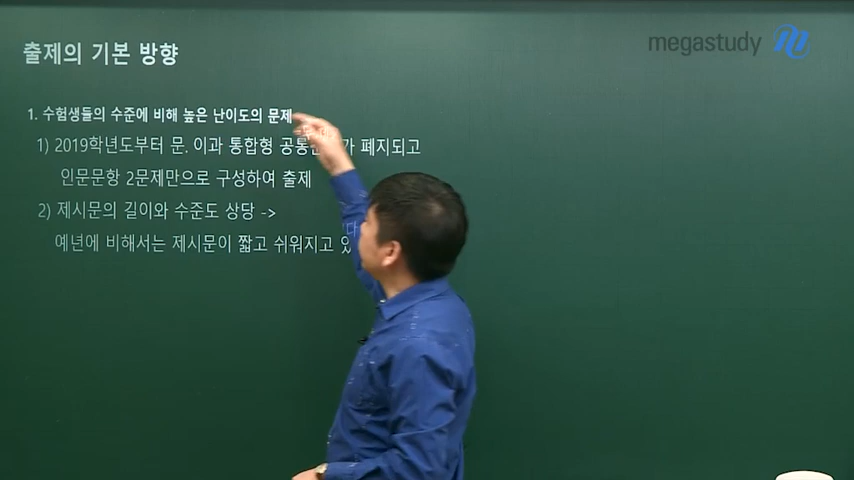 megastudy
출제의 기본 방향
1. 수험생들의 수준에 비해 높은 난이도의 문제
1) 2019학년도부터 문. 이과 통합형 폐지되고
인문문항 2문제만으로 구성하여 출제
2) 제시문의 길이와 수준도 상당 ->
예년에 비해서는 제시문이 짧고 쉬워지고